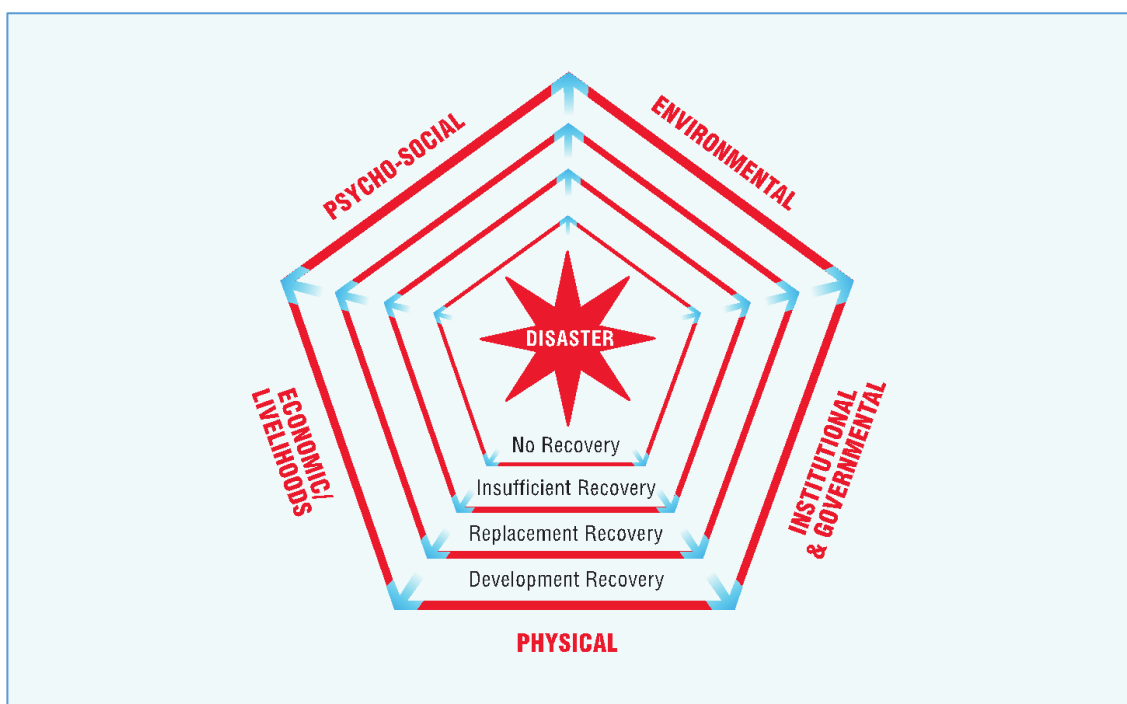 PSYCHO-SOCIAL
ENVIRONMENTAL
DISASTER
ECONOMIC/
LIVELIHOODS
INSTITUTIONAL
& GOVERNMENTAL
No Recovery
Insufficient Recovery
Replacement Recovery
Development Recovery
PHYSICAL